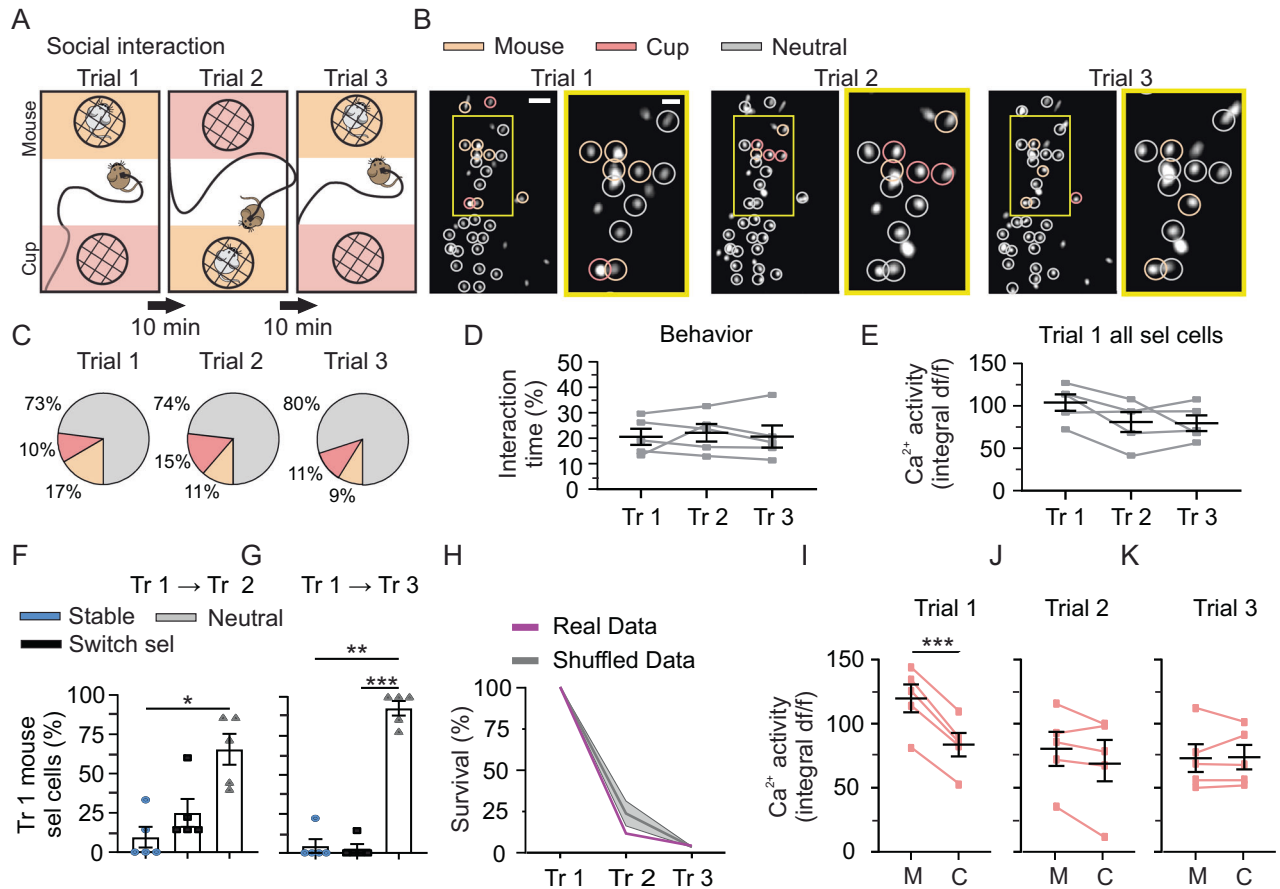 A
Social interaction
Trial 1
Trial 2
Trial 3
Mouse
Cup
10 min
10 min
B
Mouse
Cup
Neutral
Trial 1
Trial 2
Trial 3
C
Trial 1
Trial 2
Trial 3
73%
10%
17%
74%
15%
11%
80%
11%
9%
D
Behavior
Interaction
time (%)
50
40
30
20
10
0
Tr 1
Tr 2
Tr 3
E
Trial 1 all sel cells
Ca²⁺ activity
(integral df/f)
150
100
50
0
Tr 1
Tr 2
Tr 3
F
Tr 1 → Tr 2
G
Tr 1 → Tr 3
Stable
Neutral
Switch sel
Tr 1 mouse
sel cells (%)
100
75
50
25
0
*
**
***
H
Real Data
Shuffled Data
Survival (%)
100
75
50
25
0
Tr 1
Tr 2
Tr 3
I
Trial 1
***
Ca²⁺ activity
(integral df/f)
150
100
50
0
M
C
J
Trial 2
M
C
K
Trial 3
M
C